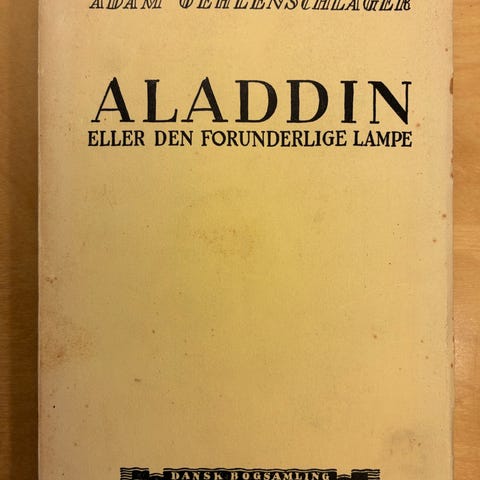 ADAM OEHLENSCHLÄGER
ALADDIN
ELLER DEN FORUNDERLIGE LAMPE
DANSK BOGSAMLING